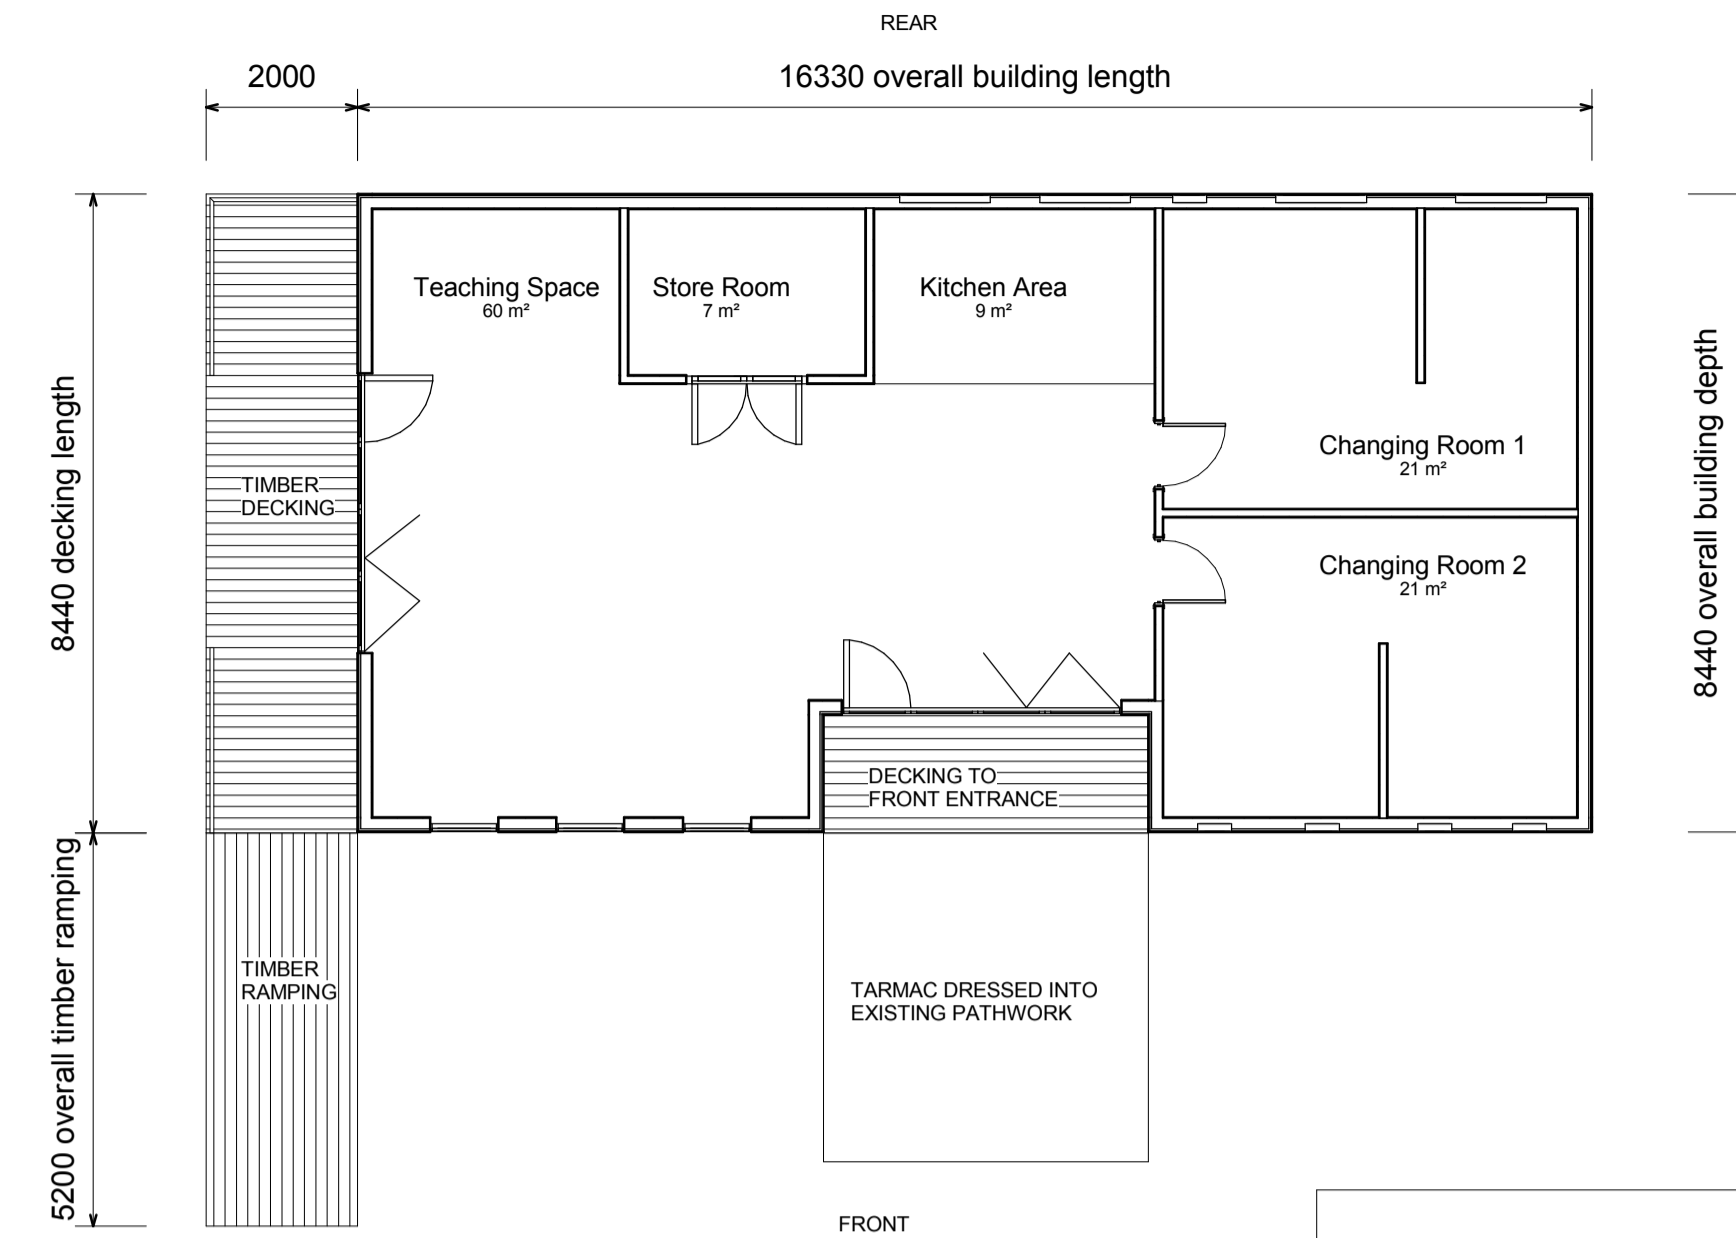 REAR
2000
16330 overall building length
Teaching Space
60 m²
Store Room
7 m²
Kitchen Area
9 m²
Changing Room 1
21 m²
Changing Room 2
21 m²
TIMBER
DECKING
8440 decking length
8440 overall building depth
DECKING TO
FRONT ENTRANCE
5200 overall timber ramping
TIMBER
RAMPING
TARMAC DRESSED INTO
EXISTING PATHWORK
FRONT